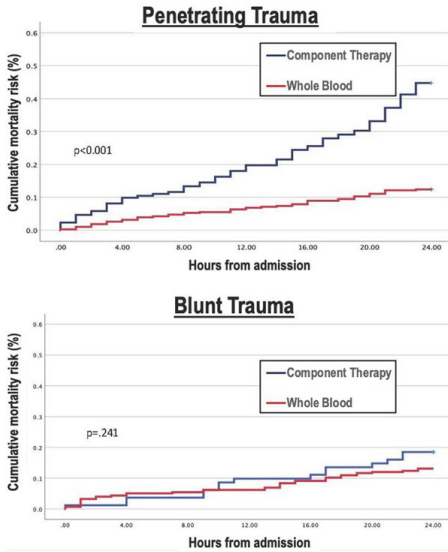 Penetrating Trauma
Cumulative mortality risk (%)
0.6
0.5
0.4
0.3
0.2
0.1
0.0
Component Therapy
Whole Blood
p<0.001
.00 4.00 8.00 12.00 16.00 20.00 24.00
Hours from admission
Blunt Trauma
Cumulative mortality risk (%)
0.6
0.5
0.4
0.3
0.2
0.1
0.0
Component Therapy
Whole Blood
p=.241
.00 4.00 8.00 12.00 16.00 20.00 24.00
Hours from admission